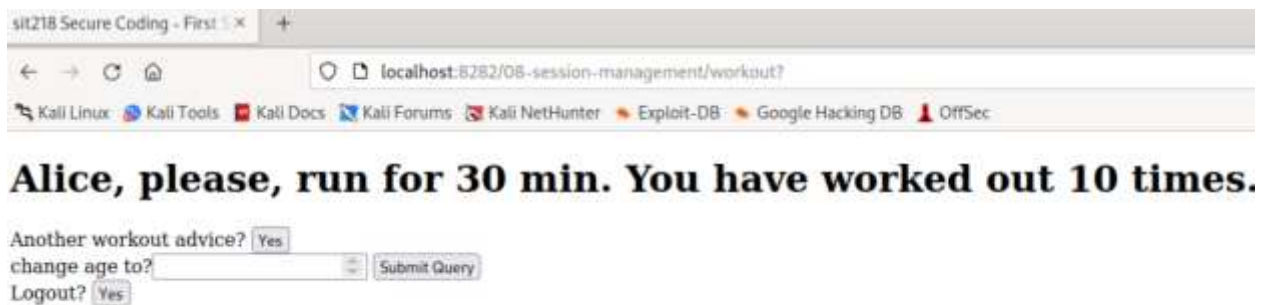 sit218 Secure Coding - First
localhost:8282/08-session-management/workout?
Kali Linux Kali Tools Kali Docs Kali Forums Kali NetHunter Exploit-DB Google Hacking DB OffSec
Alice, please, run for 30 min. You have worked out 10 times.
Another workout advice? Yes
change age to? Submit Query
Logout? Yes